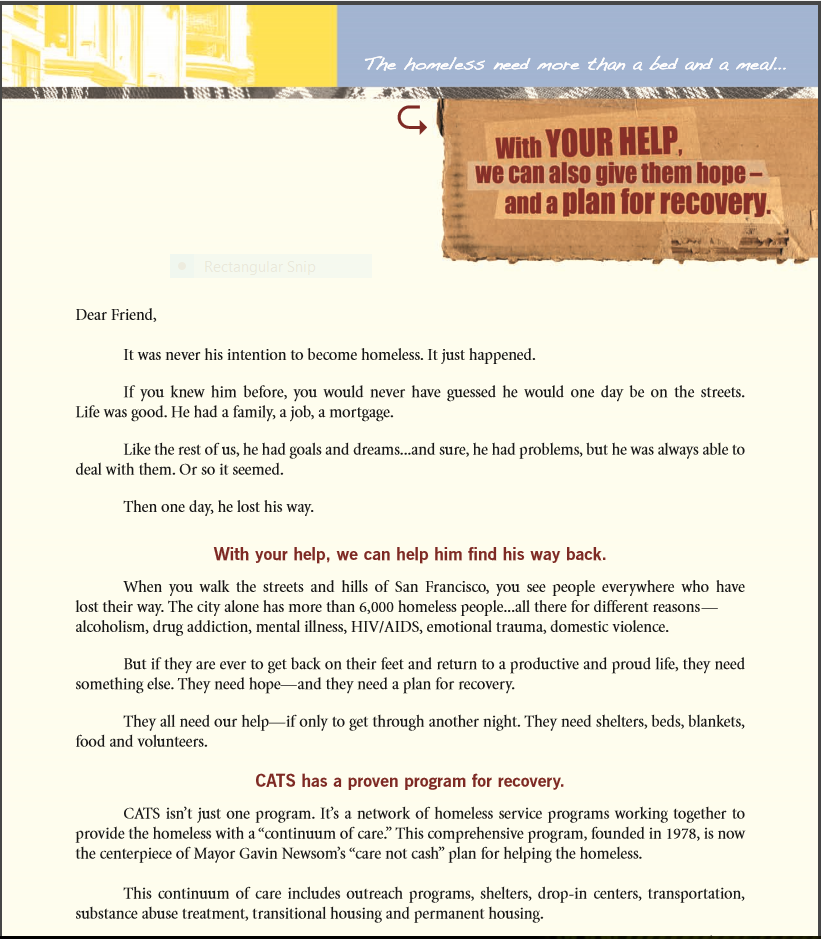 The homeless need more than a bed and a meal...
With YOUR HELP,
we can also give them hope –
and a plan for recovery.
Rectangular Snip
Dear Friend,
It was never his intention to become homeless. It just happened.
If you knew him before, you would never have guessed he would one day be on the streets.
Life was good. He had a family, a job, a mortgage.
Like the rest of us, he had goals and dreams...and sure, he had problems, but he was always able to
deal with them. Or so it seemed.
Then one day, he lost his way.
With your help, we can help him find his way back.
When you walk the streets and hills of San Francisco, you see people everywhere who have
lost their way. The city alone has more than 6,000 homeless people...all there for different reasons—
alcoholism, drug addiction, mental illness, HIV/AIDS, emotional trauma, domestic violence.
But if they are ever to get back on their feet and return to a productive and proud life, they need
something else. They need hope—and they need a plan for recovery.
They all need our help—if only to get through another night. They need shelters, beds, blankets,
food and volunteers.
CATS has a proven program for recovery.
CATS isn’t just one program. It’s a network of homeless service programs working together to
provide the homeless with a “continuum of care.” This comprehensive program, founded in 1978, is now
the centerpiece of Mayor Gavin Newsom’s “care not cash” plan for helping the homeless.
This continuum of care includes outreach programs, shelters, drop-in centers, transportation,
substance abuse treatment, transitional housing and permanent housing.